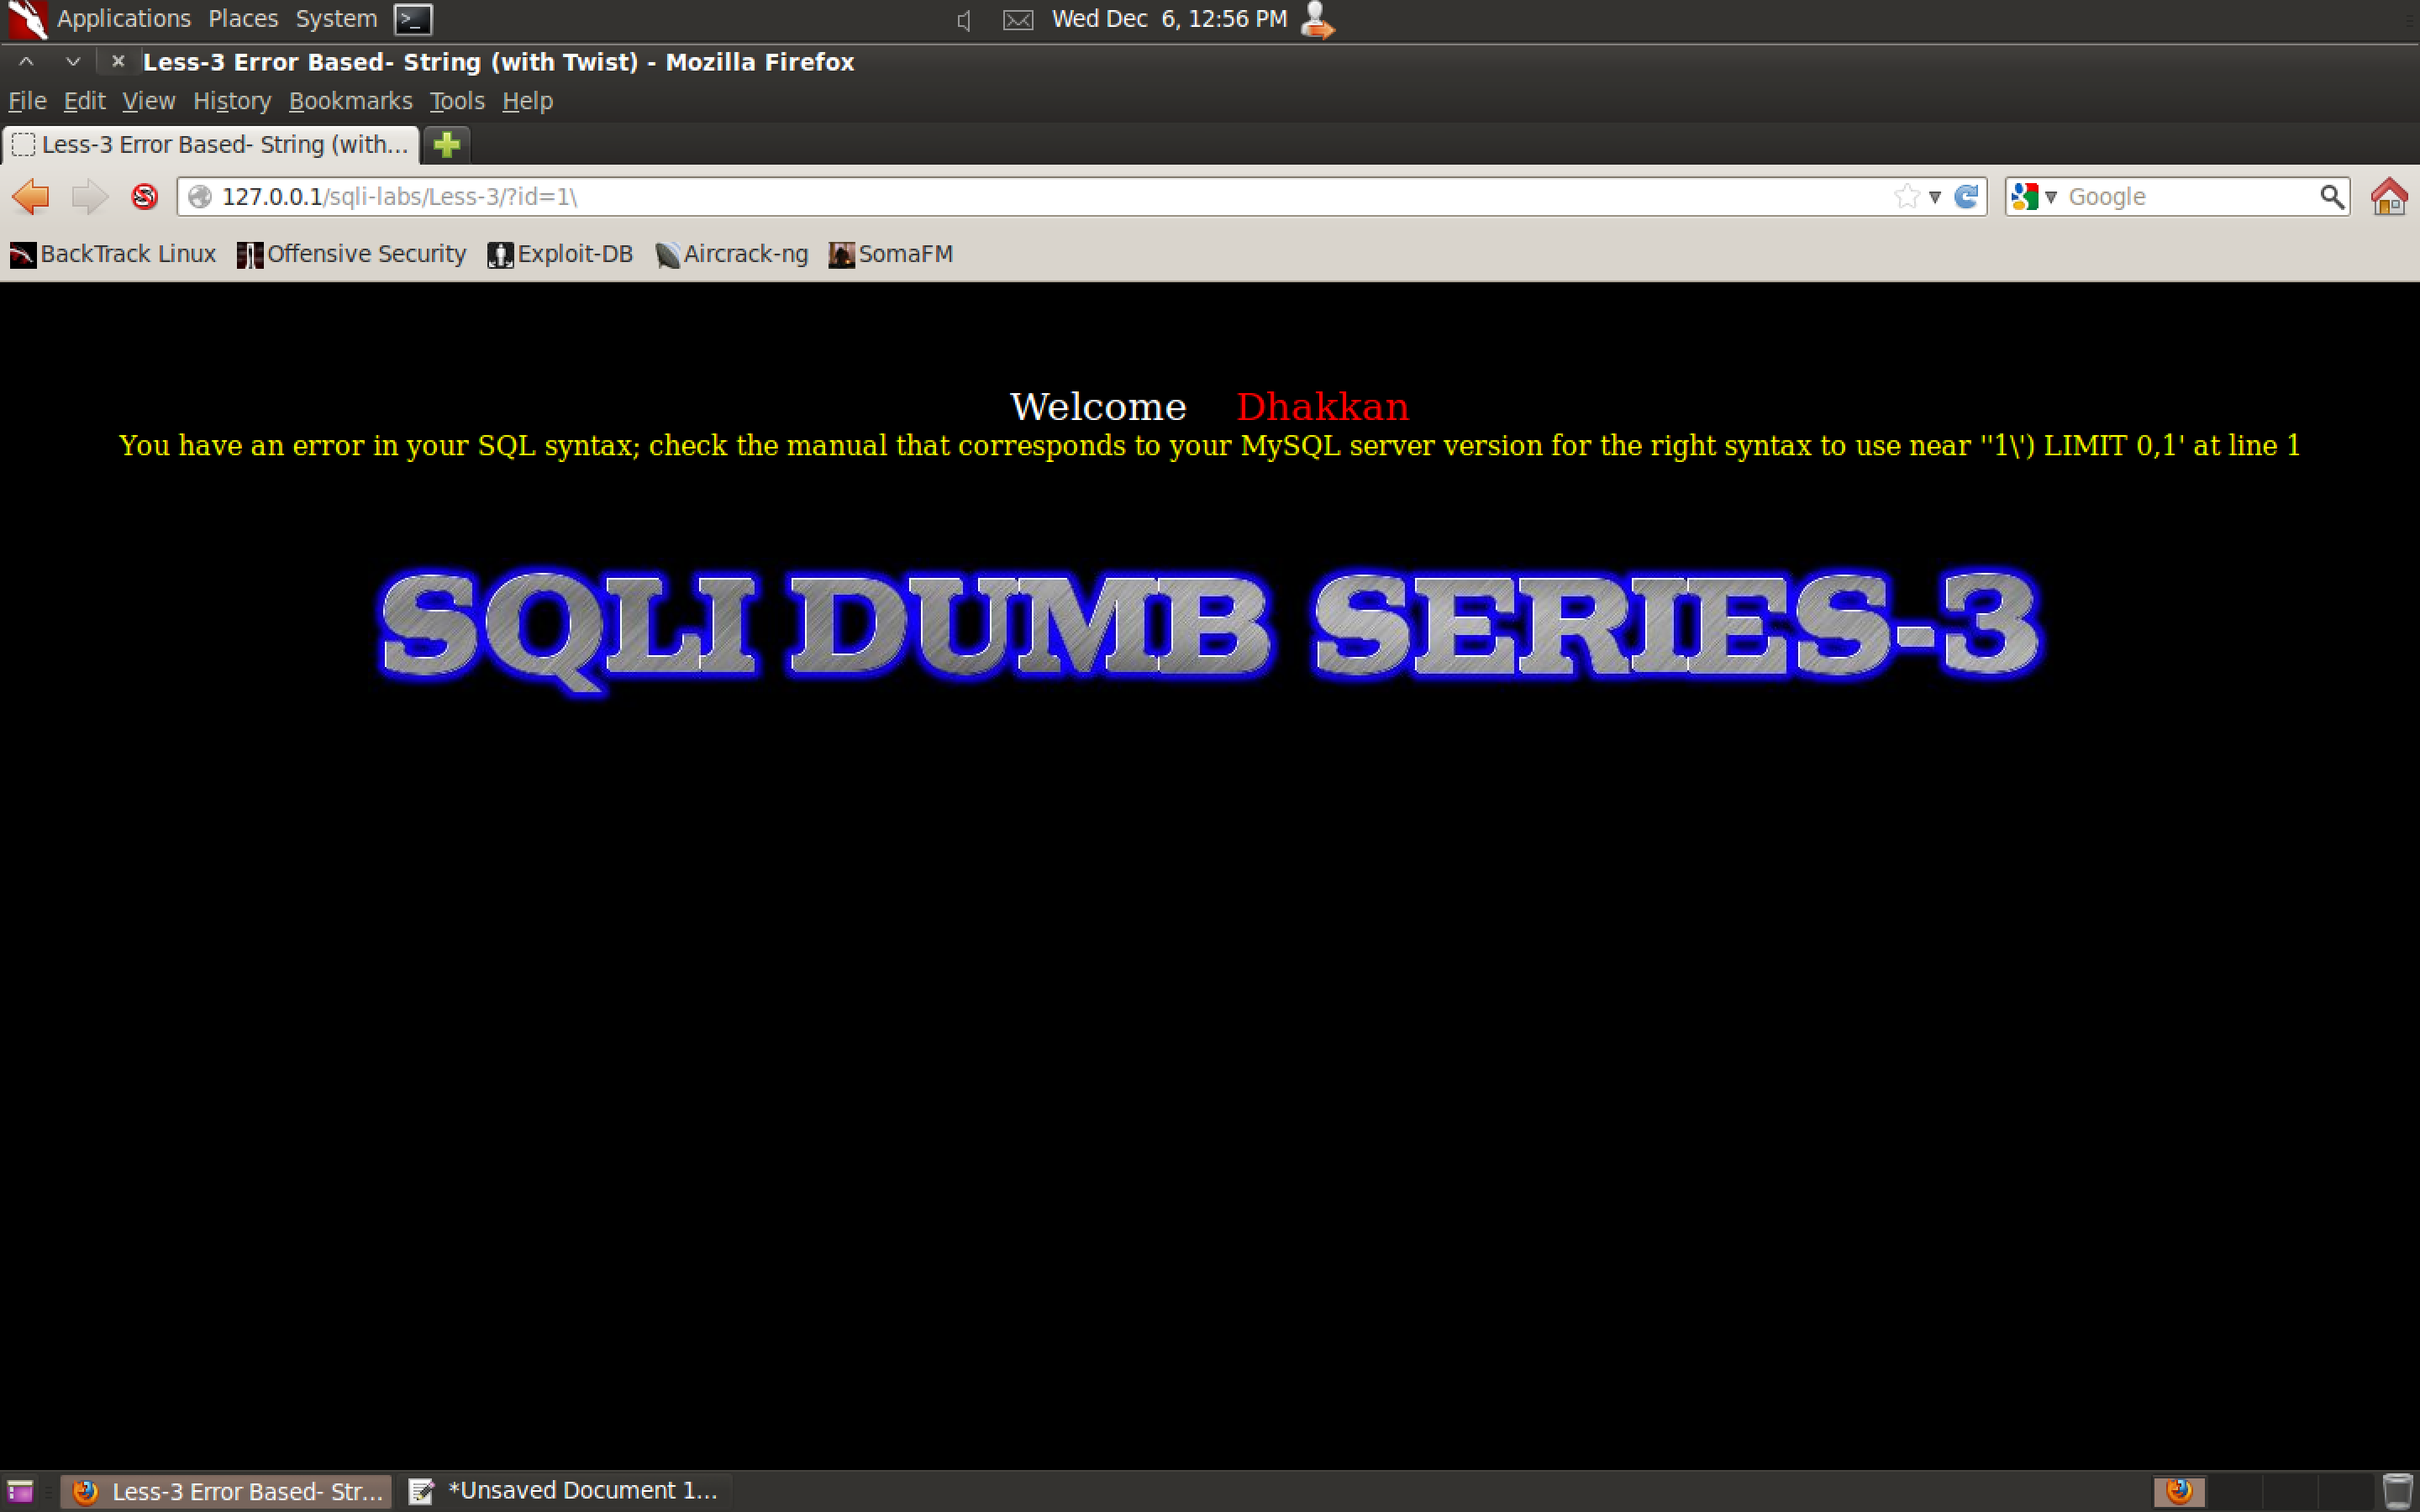 Applications Places System Wed Dec 6, 12:56 PM
Less-3 Error Based- String (with Twist) - Mozilla Firefox
File Edit View History Bookmarks Tools Help
Less-3 Error Based- String (with...
127.0.0.1/sqli-labs/Less-3/?id=1\ Google
BackTrack Linux Offensive Security Exploit-DB Aircrack-ng SomaFM
Welcome Dhakkan
You have an error in your SQL syntax; check the manual that corresponds to your MySQL server version for the right syntax to use near ''1\') LIMIT 0,1' at line 1
SQLI DUMB SERIES-3
Less-3 Error Based- Str... *Unsaved Document 1...